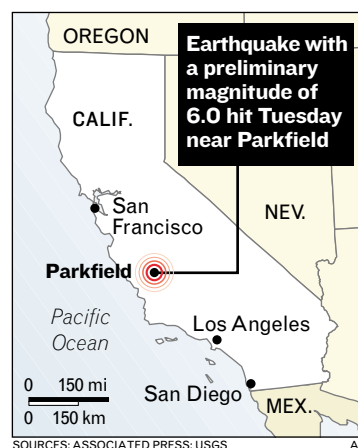 OREGON
Earthquake with
a preliminary
magnitude of
6.0 hit Tuesday
near Parkfield
CALIF.
San
Francisco
NEV.
Parkfield
Pacific
Ocean
Los Angeles
0 150 mi
0 150 km
San Diego
MEX.
SOURCES: ASSOCIATED PRESS; USGS
A